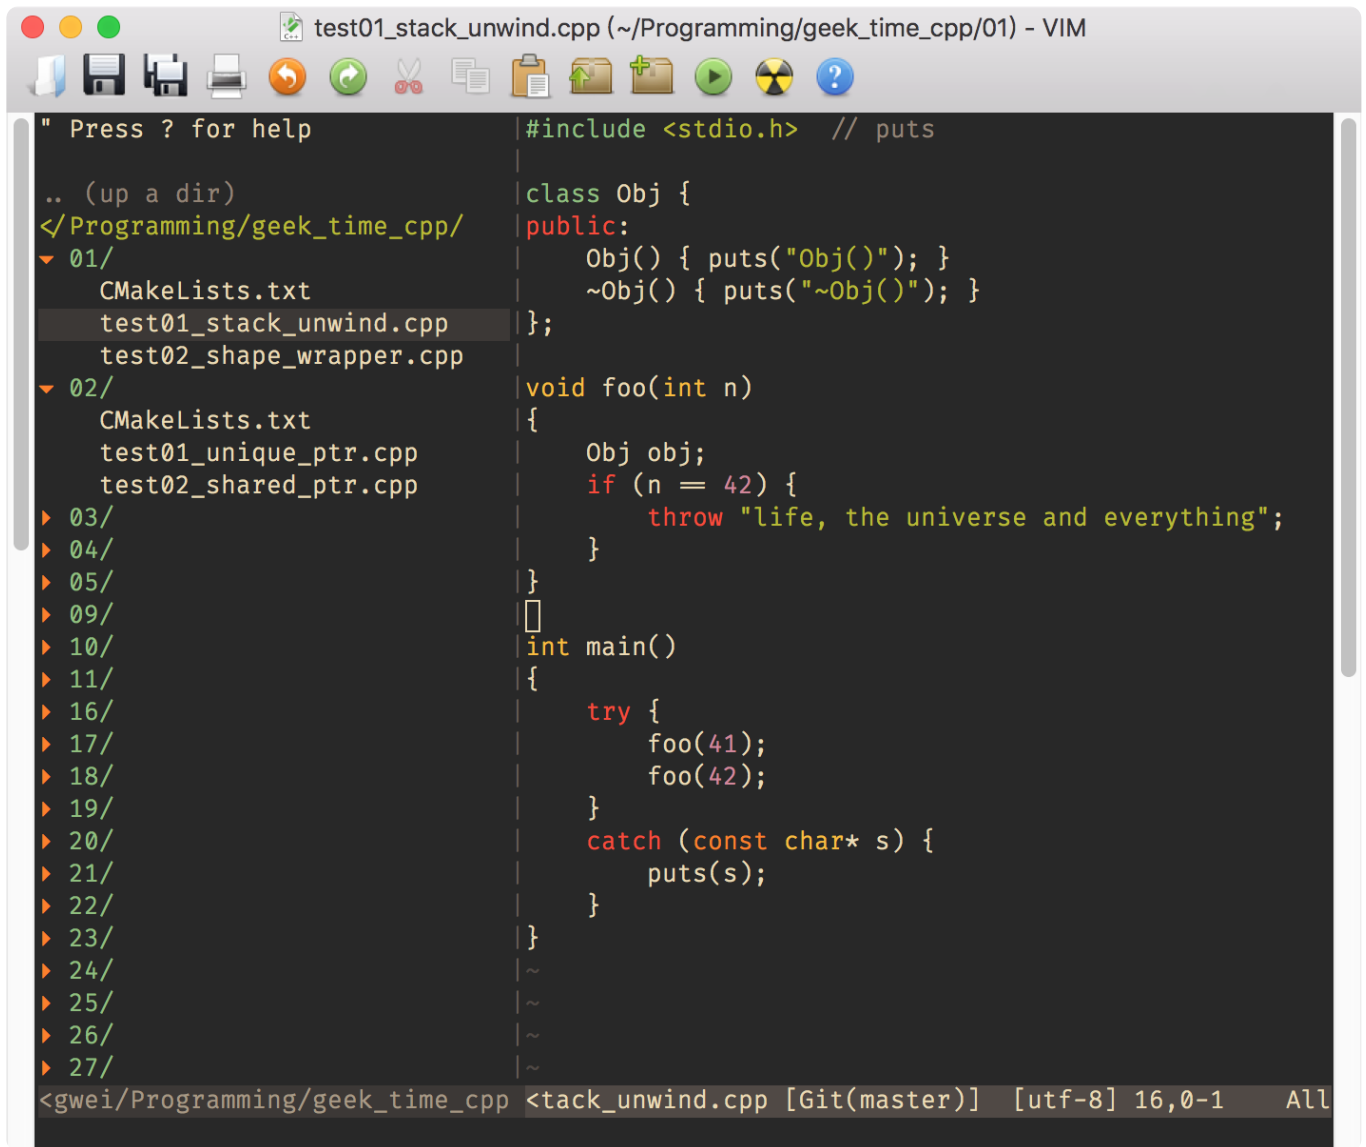 test01_stack_unwind.cpp (~/Programming/geek_time_cpp/01) - VIM
" Press ? for help
.. (up a dir)
</Programming/geek_time_cpp/
01/
CMakeLists.txt
test01_stack_unwind.cpp
test02_shape_wrapper.cpp
02/
CMakeLists.txt
test01_unique_ptr.cpp
test02_shared_ptr.cpp
03/
04/
05/
09/
10/
11/
16/
17/
18/
19/
20/
21/
22/
23/
24/
25/
26/
27/
<gwei/Programming/geek_time_cpp
#include <stdio.h>  // puts
class Obj {
public:
    Obj() { puts("Obj()"); }
    ~Obj() { puts("~Obj()"); }
};
void foo(int n)
{
    Obj obj;
    if (n == 42) {
        throw "life, the universe and everything";
    }
}
int main()
{
    try {
        foo(41);
        foo(42);
    }
    catch (const char* s) {
        puts(s);
    }
}
~
~
~
~
<tack_unwind.cpp [Git(master)]  [utf-8] 16,0-1    All